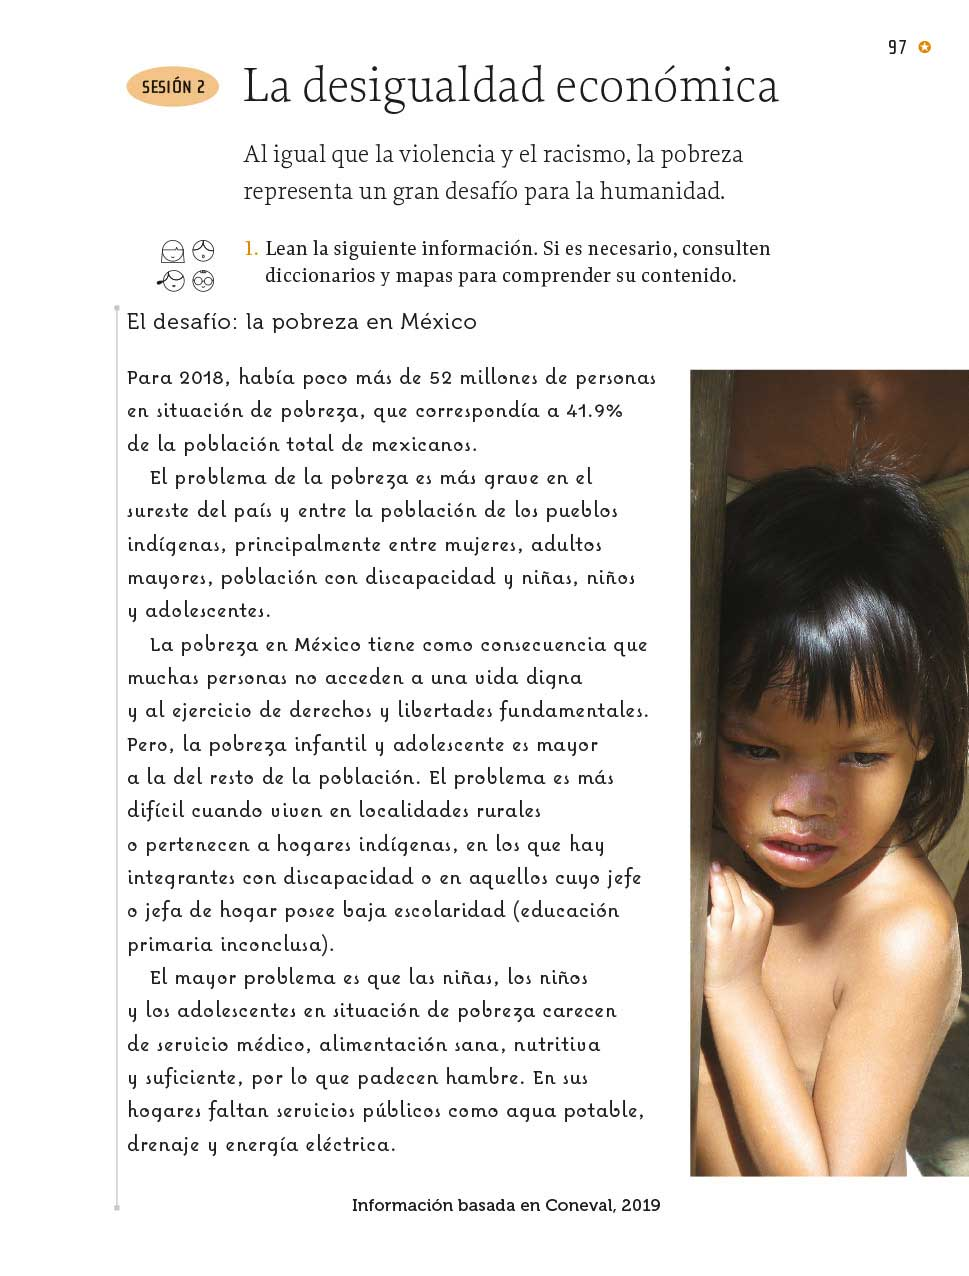 97
SESIÓN 2
La desigualdad económica
Al igual que la violencia y el racismo, la pobreza
representa un gran desafío para la humanidad.
1. Lean la siguiente información. Si es necesario, consulten
diccionarios y mapas para comprender su contenido.
El desafío: la pobreza en México
Para 2018, había poco más de 52 millones de personas
en situación de pobreza, que correspondía a 41.9%
de la población total de mexicanos.
El problema de la pobreza es más grave en el
sureste del país y entre la población de los pueblos
indígenas, principalmente entre mujeres, adultos
mayores, población con discapacidad y niñas, niños
y adolescentes.
La pobreza en México tiene como consecuencia que
muchas personas no acceden a una vida digna
y al ejercicio de derechos y libertades fundamentales.
Pero, la pobreza infantil y adolescente es mayor
a la del resto de la población. El problema es más
difícil cuando viven en localidades rurales
o pertenecen a hogares indígenas, en los que hay
integrantes con discapacidad o en aquellos cuyo jefe
o jefa de hogar posee baja escolaridad (educación
primaria inconclusa).
El mayor problema es que las niñas, los niños
y los adolescentes en situación de pobreza carecen
de servicio médico, alimentación sana, nutritiva
y suficiente, por lo que padecen hambre. En sus
hogares faltan servicios públicos como agua potable,
drenaje y energía eléctrica.
Información basada en Coneval, 2019